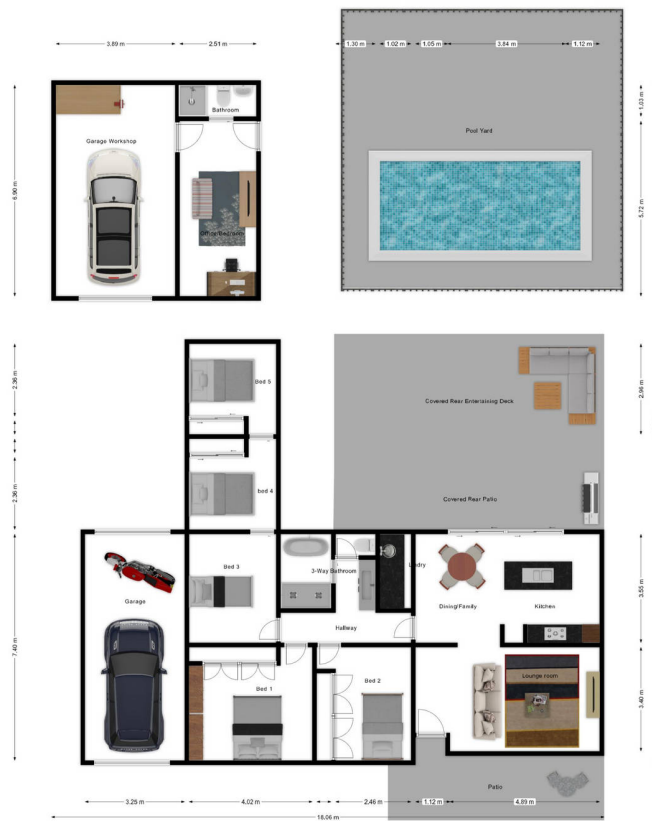 3.89 m
2.51 m
1.30 m
1.02 m
1.05 m
3.84 m
1.12 m
1.03 m
Bathroom
Pool Yard
Garage Workshop
6.90 m
5.72 m
Office/Bedroom
2.36 m
Bed 5
2.96 m
Covered Rear Entertaining Deck
2.36 m
bed 4
Covered Rear Patio
Bed 3
3-Way Bathroom
Lndry
3.55 m
Garage
Dining/Family
Kitchen
Hallway
7.40 m
Bed 1
Bed 2
Lounge room
3.40 m
Patio
3.25 m
4.02 m
2.46 m
1.12 m
4.89 m
18.06 m